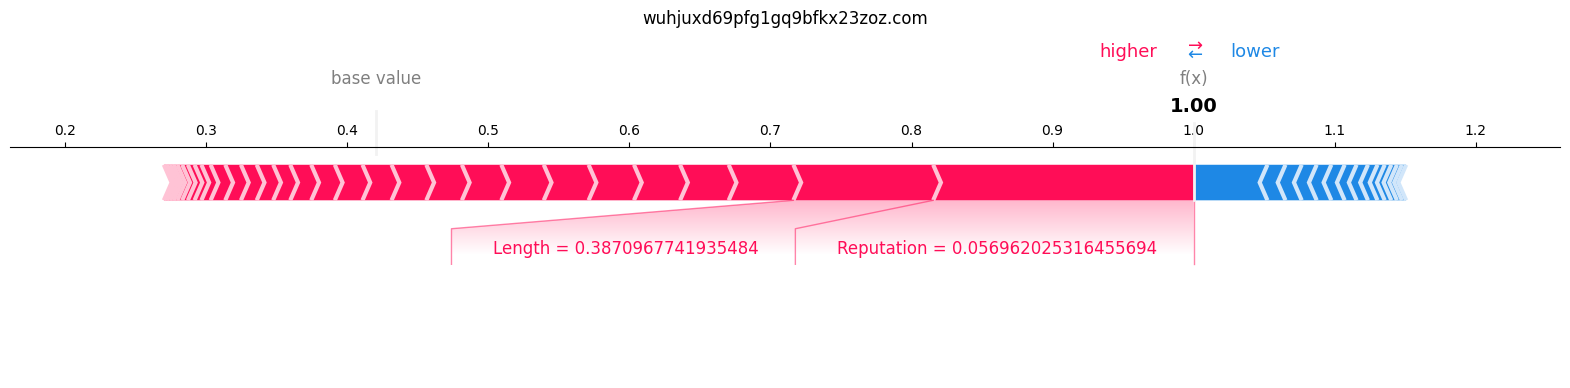 wuhjuxd69pfg1gq9bfkx23zoz.com
higher → ← lower
base value f(x)
1.00
0.2 0.3 0.4 0.5 0.6 0.7 0.8 0.9 1.0 1.1 1.2
Length = 0.3870967741935484 Reputation = 0.056962025316455694